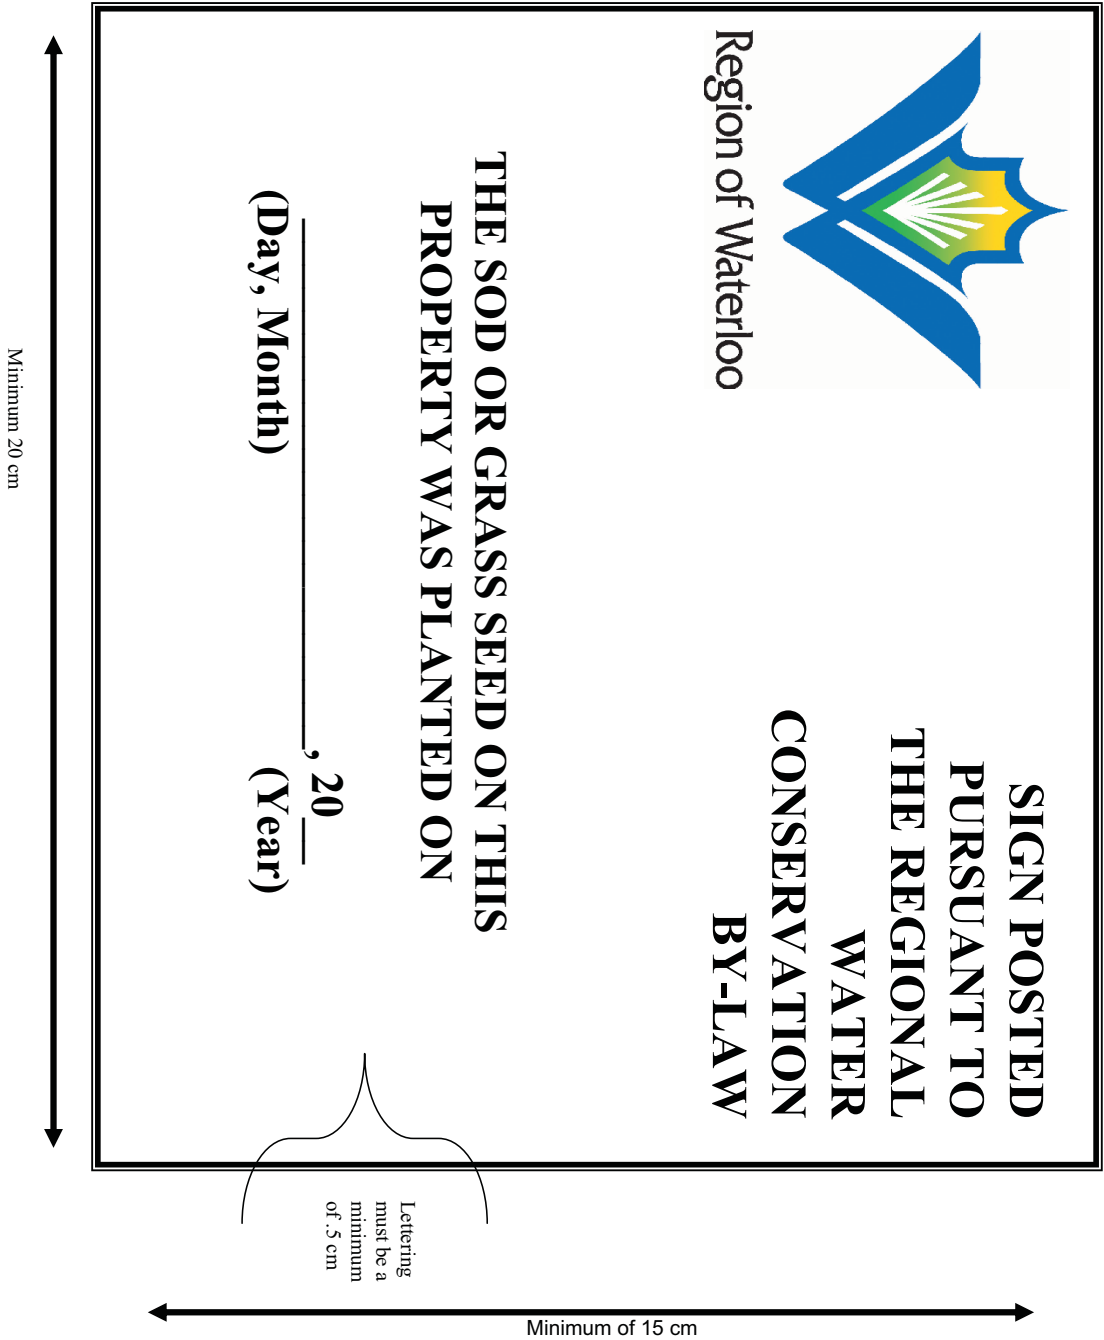 Region of Waterloo
SIGN POSTED
PURSUANT TO
THE REGIONAL
WATER
CONSERVATION
BY-LAW
THE SOD OR GRASS SEED ON THIS
PROPERTY WAS PLANTED ON
______________________________, 20___
(Day, Month) (Year)
Lettering
must be a
minimum
of .5 cm
Minimum 20 cm
Minimum of 15 cm